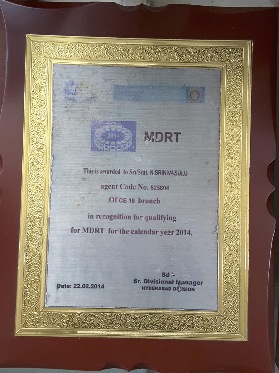 2014
MDRT
This is awarded to Sri/Smt. N SRINIVASULU
agent Code No.
Of CB 18 branch
in recognition for qualifying
for MDRT for the calendar year 2014.
Sd :-
Sr. Divisional Manager
HYDERABAD DIVISION
Date: 22.02.2014